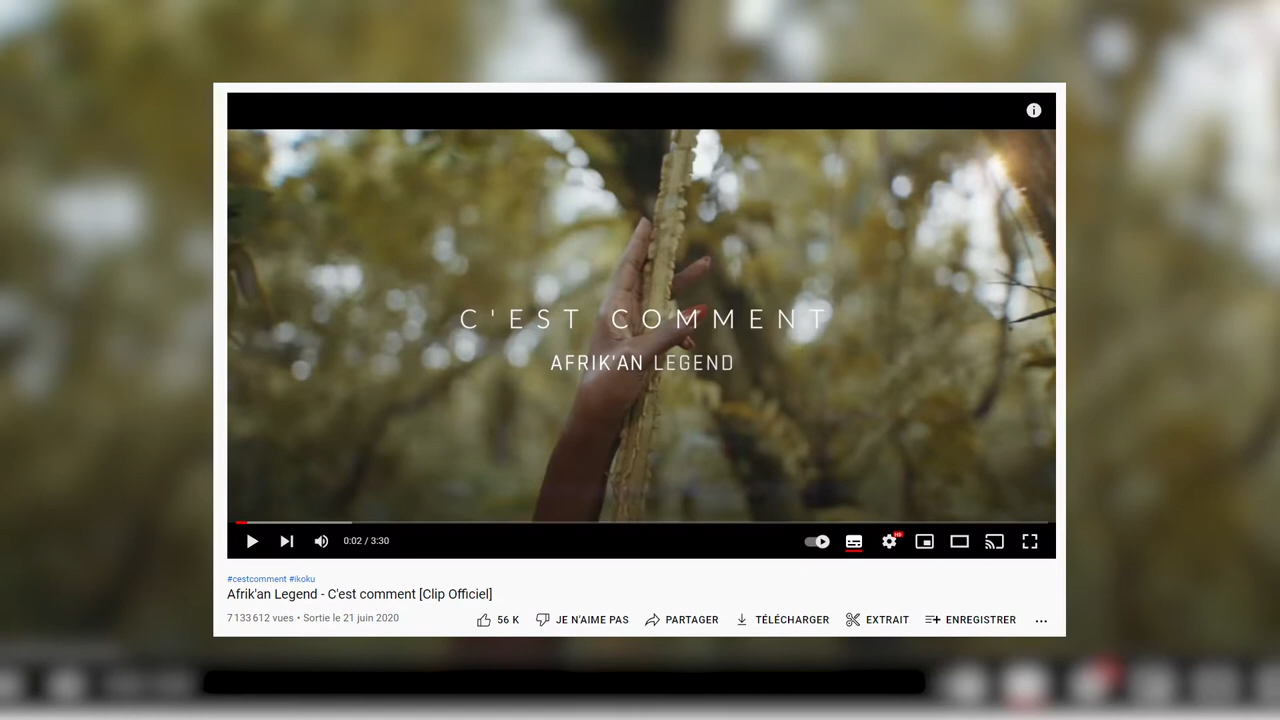 C'EST COMMENT
AFRIK'AN LEGEND
0:02 / 3:30
HD
#cestcomment #ikoku
Afrik'an Legend - C'est comment [Clip Officiel]
7 133 612 vues • Sortie le 21 juin 2020
56 K JE N'AIME PAS PARTAGER TÉLÉCHARGER EXTRAIT ENREGISTRER ...